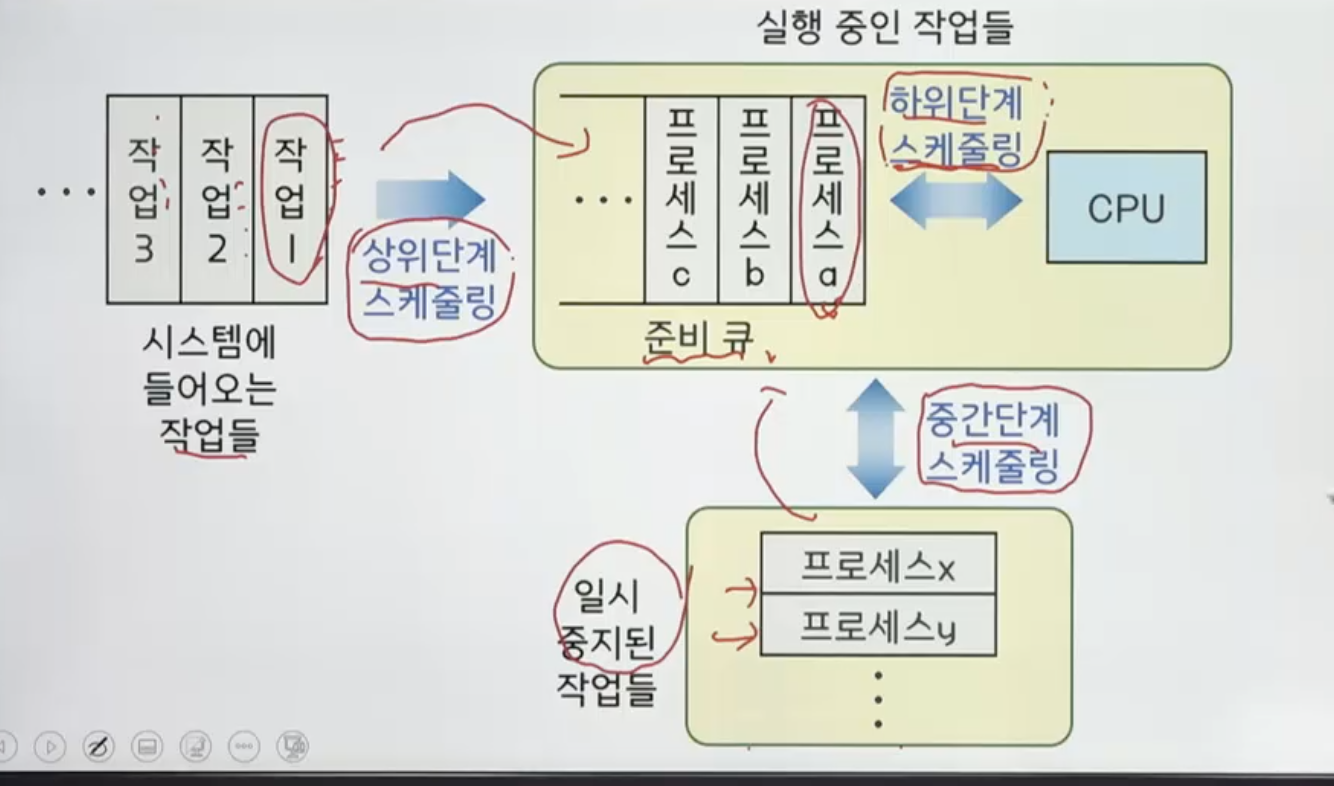 실행 중인 작업들
작업 3
작업 2
작업 1
상위단계
스케줄링
프로세스 c
프로세스 b
프로세스 a
하위단계
스케줄링
CPU
준비 큐
시스템에
들어오는
작업들
중간단계
스케줄링
일시
중지된
작업들
프로세스x
프로세스y